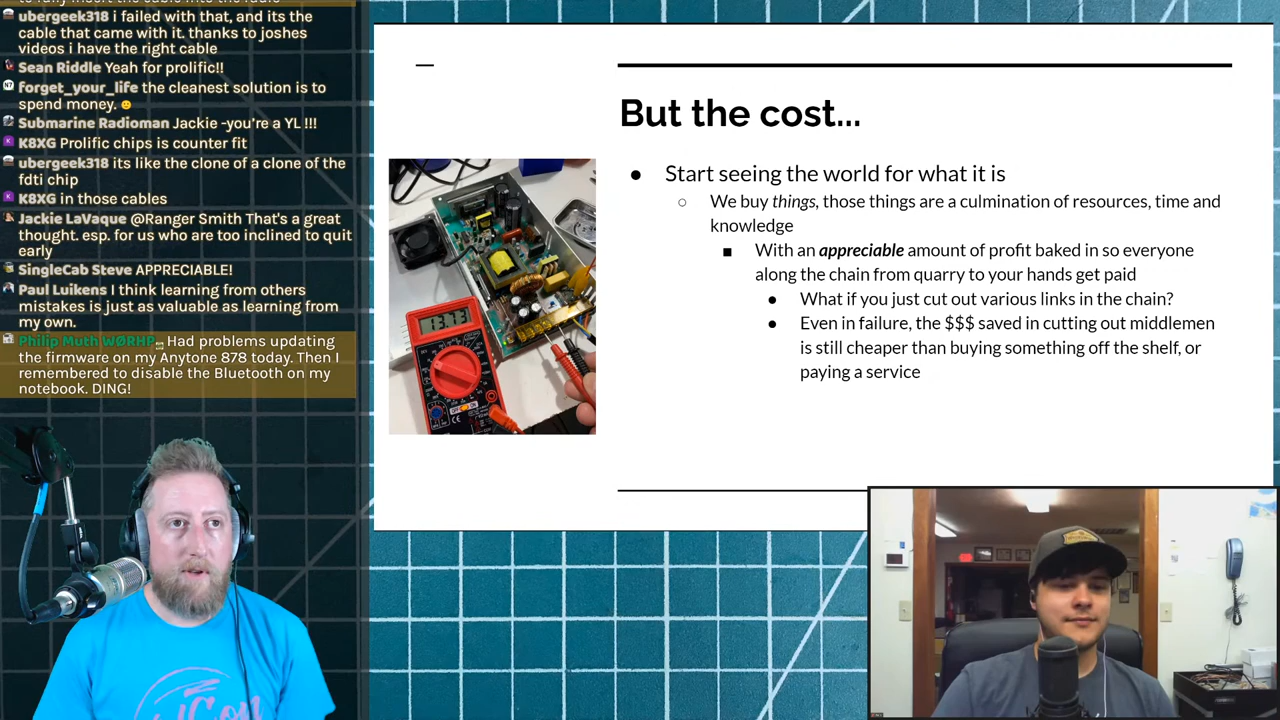 ubergeek318 i failed with that, and its the
cable that came with it. thanks to joshes
videos i have the right cable
Sean Riddle Yeah for prolific!!
forget_your_life the cleanest solution is to
spend money.
Submarine Radioman Jackie -you're a YL !!!
K8XG Prolific chips is counter fit
ubergeek318 its like the clone of a clone of the
fdti chip
K8XG in those cables
Jackie LaVaque @Ranger Smith That's a great
thought. esp. for us who are too inclined to quit
early
SingleCab Steve APPRECIABLE!
Paul Luikens I think learning from others
mistakes is just as valuable as learning from
my own.
Philip Muth WØRHP Had problems updating
the firmware on my Anytone 878 today. Then I
remembered to disable the Bluetooth on my
notebook. DING!
But the cost...
Start seeing the world for what it is
We buy things, those things are a culmination of resources, time and
knowledge
With an appreciable amount of profit baked in so everyone
along the chain from quarry to your hands get paid
What if you just cut out various links in the chain?
Even in failure, the $$$ saved in cutting out middlemen
is still cheaper than buying something off the shelf, or
paying a service
13.73